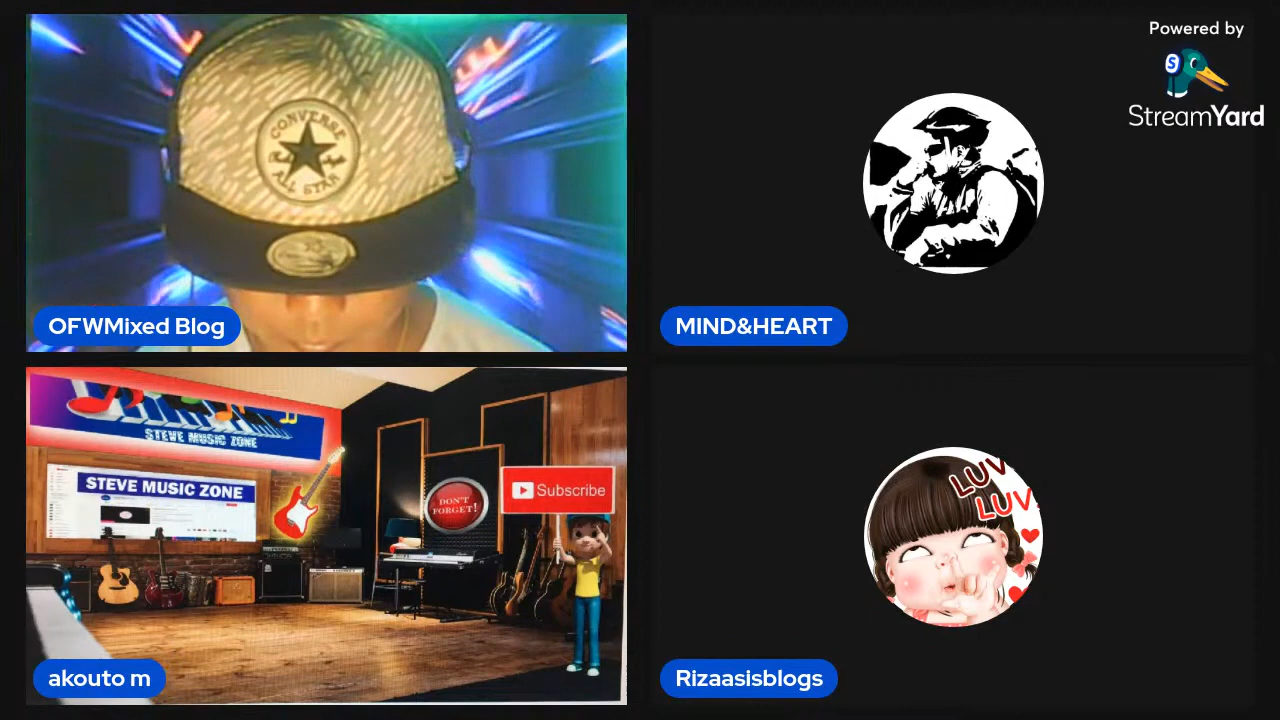 Powered by
StreamYard
CONVERSE
ALL STAR
OFWMixed Blog
MIND&HEART
STEVE MUSIC ZONE
STEVE MUSIC ZONE
DON'T
FORGET!
Subscribe
LUV
LUV
akouto m
Rizaasisblogs